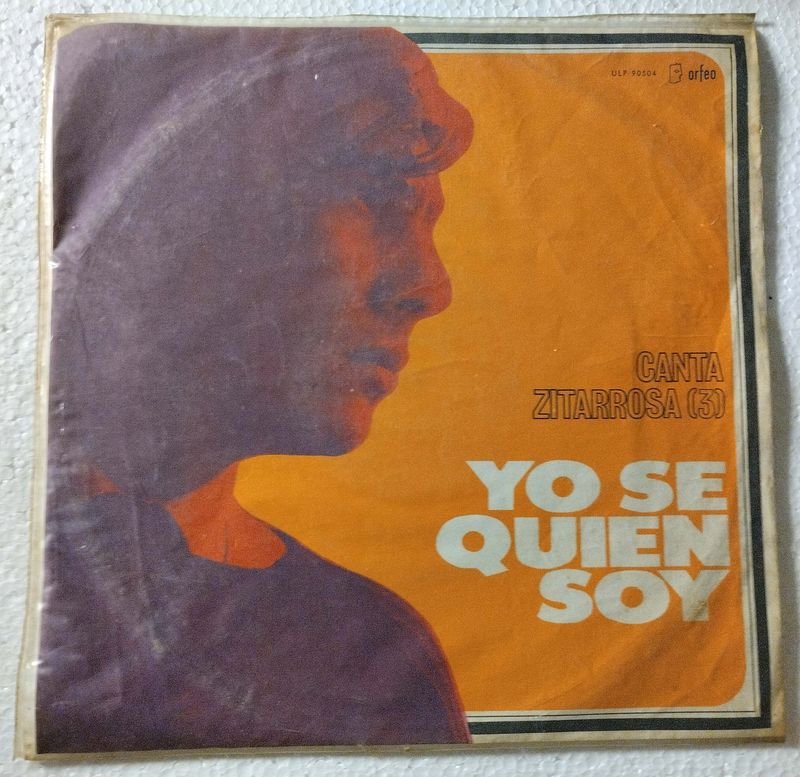 ULP 90504 orfeo
CANTA
ZITARROSA (3)
YO SE
QUIEN
SOY